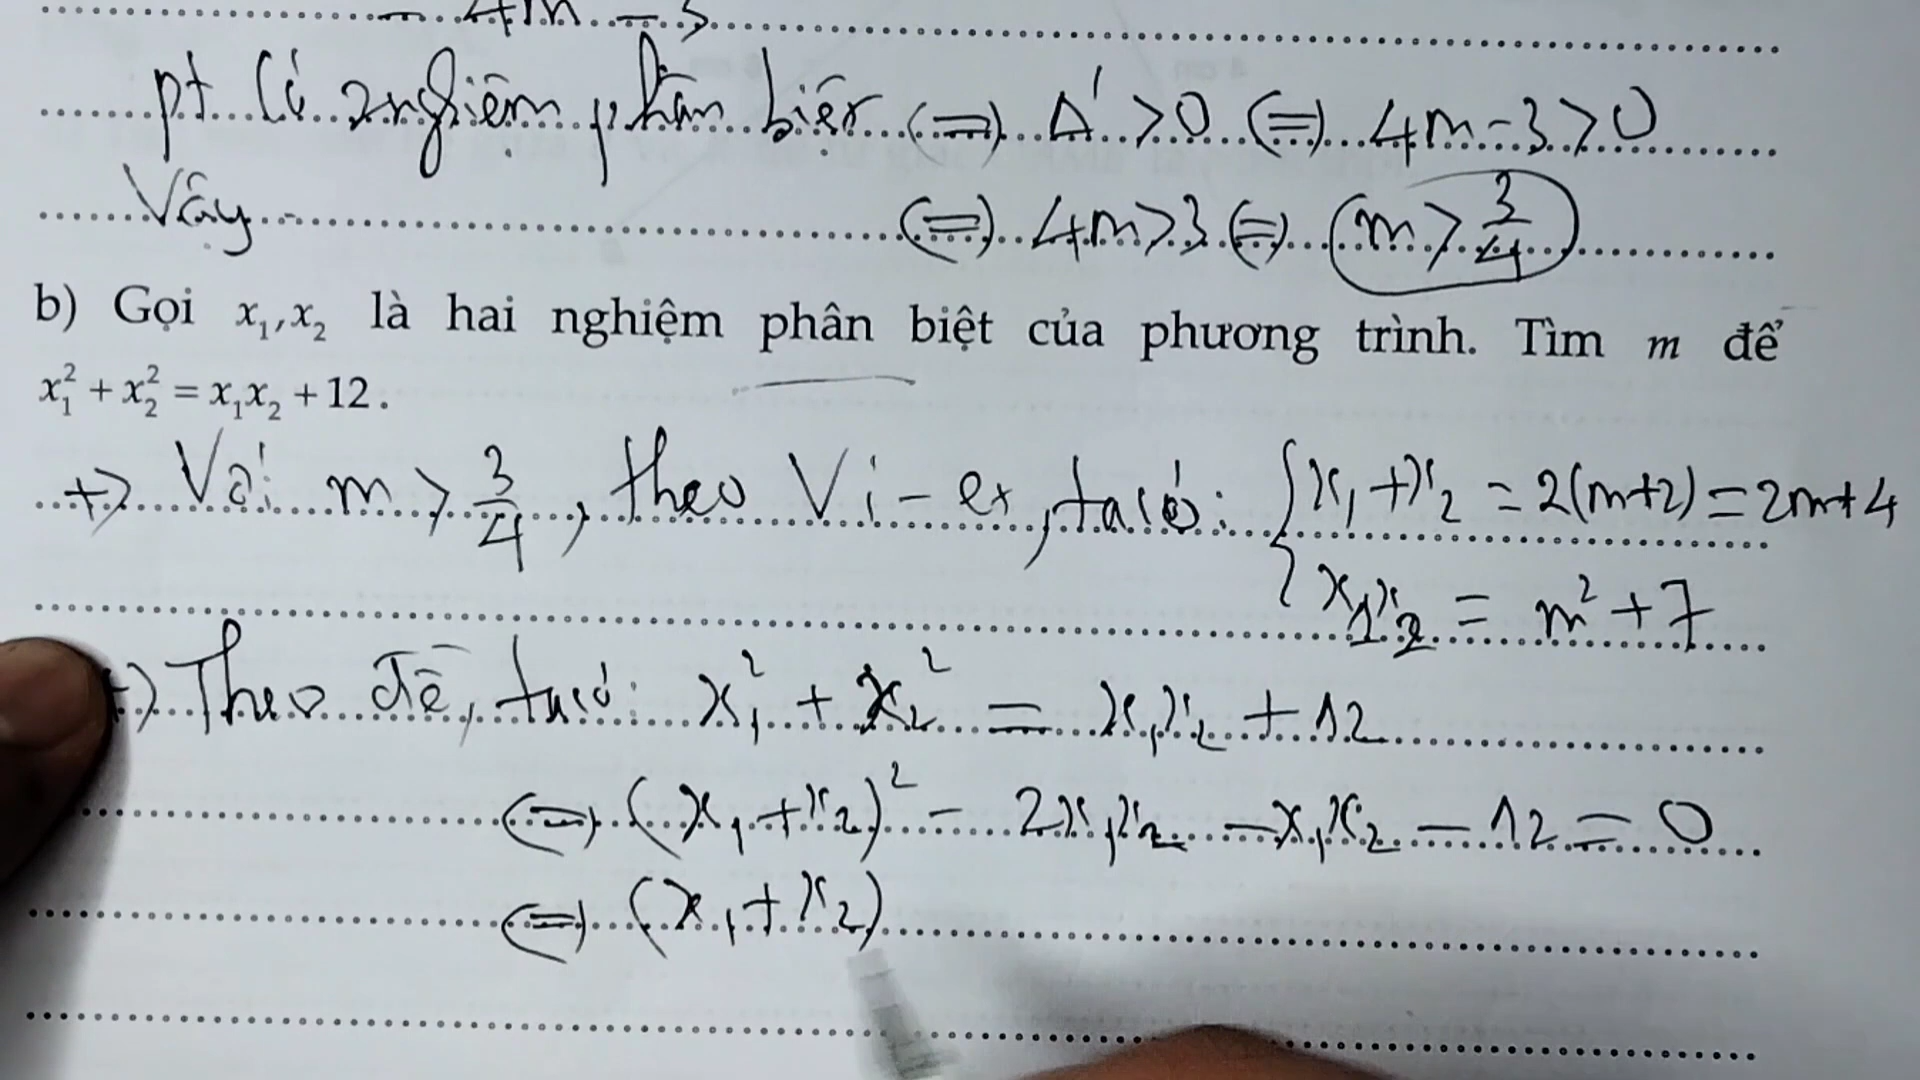 - 4m - 3
pt có 2 nghiệm phân biệt ⇔ Δ' > 0 ⇔ 4m - 3 > 0
Vậy ⇔ 4m > 3 ⇔ m > 3/4
b) Gọi x₁, x₂ là hai nghiệm phân biệt của phương trình. Tìm m để
x₁² + x₂² = x₁x₂ + 12.
+) Với m > 3/4, theo Vi-et, ta có: { x₁ + x₂ = 2(m+2) = 2m+4
x₁x₂ = m² + 7
+) Theo đề, ta có: x₁² + x₂² = x₁x₂ + 12
⇔ (x₁ + x₂)² - 2x₁x₂ - x₁x₂ - 12 = 0
⇔ (x₁ + x₂)